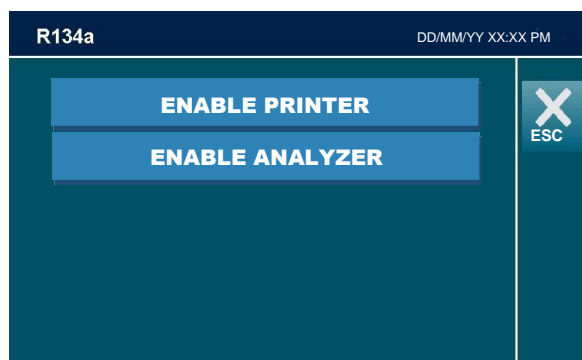 R134a DD/MM/YY XX:XX PM
ENABLE PRINTER
ESC
ENABLE ANALYZER